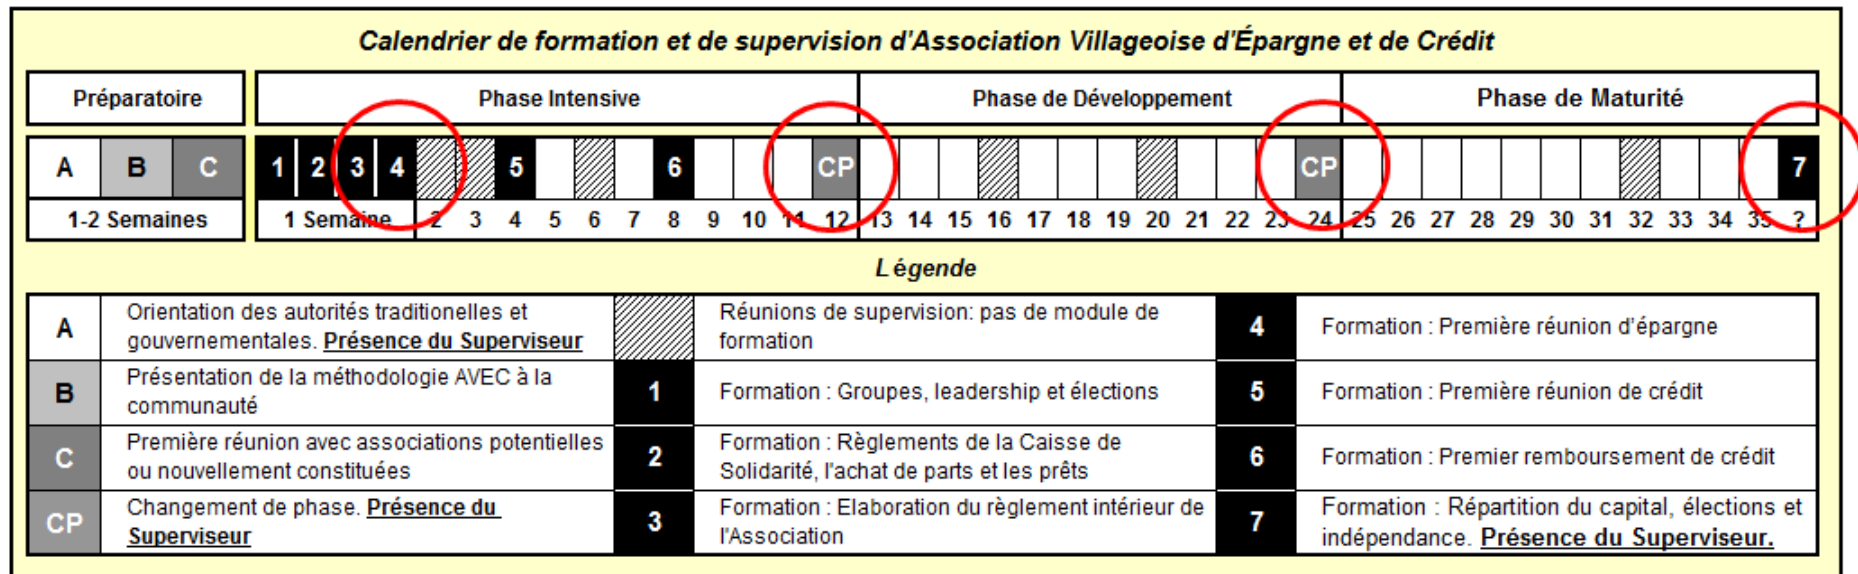 Calendrier de formation et de supervision d'Association Villageoise d'Épargne et de Crédit
Préparatoire
Phase Intensive
Phase de Développement
Phase de Maturité
A B C 1 2 3 4 5 6 CP CP 7
1-2 Semaines
1 Semaine 2 3 4 5 6 7 8 9 10 11 12 13 14 15 16 17 18 19 20 21 22 23 24 25 26 27 28 29 30 31 32 33 34 35 ?
Légende
A
Orientation des autorités traditionelles et
gouvernementales. Présence du Superviseur
Réunions de supervision: pas de module de
formation
4
Formation : Première réunion d'épargne
B
Présentation de la méthodologie AVEC à la
communauté
1
Formation : Groupes, leadership et élections
5
Formation : Première réunion de crédit
C
Première réunion avec associations potentielles
ou nouvellement constituées
2
Formation : Règlements de la Caisse de
Solidarité, l'achat de parts et les prêts
6
Formation : Premier remboursement de crédit
CP
Changement de phase. Présence du
Superviseur
3
Formation : Elaboration du règlement intérieur de
l'Association
7
Formation : Répartition du capital, élections et
indépendance. Présence du Superviseur.